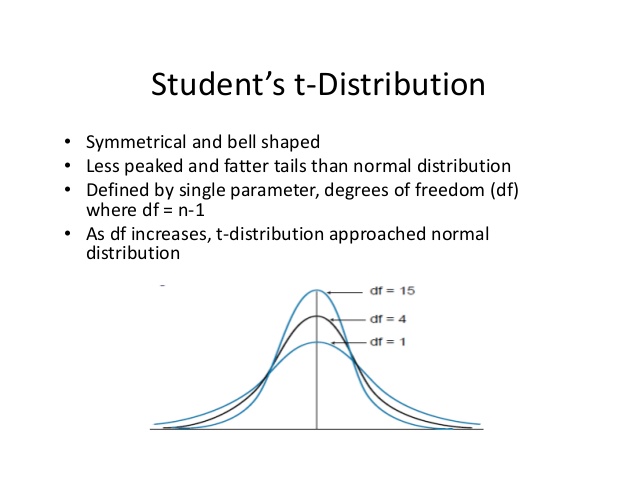 Student’s t-Distribution
• Symmetrical and bell shaped
• Less peaked and fatter tails than normal distribution
• Defined by single parameter, degrees of freedom (df)
where df = n-1
• As df increases, t-distribution approached normal
distribution
df = 15
df = 4
df = 1